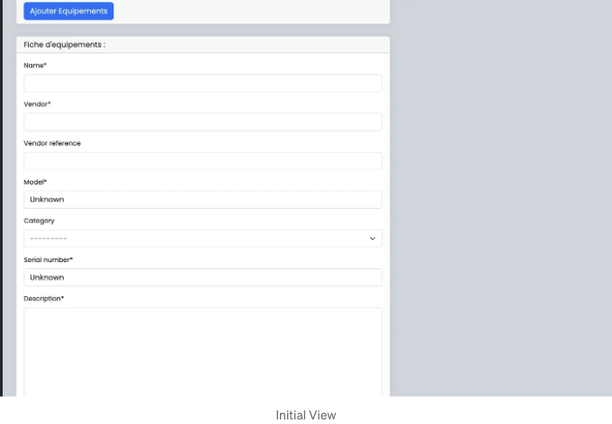 Ajouter Equipements
Fiche d'equipements :
Name*
Vendor*
Vendor reference
Model*
Unknown
Category
---------
Serial number*
Unknown
Description*
Initial View